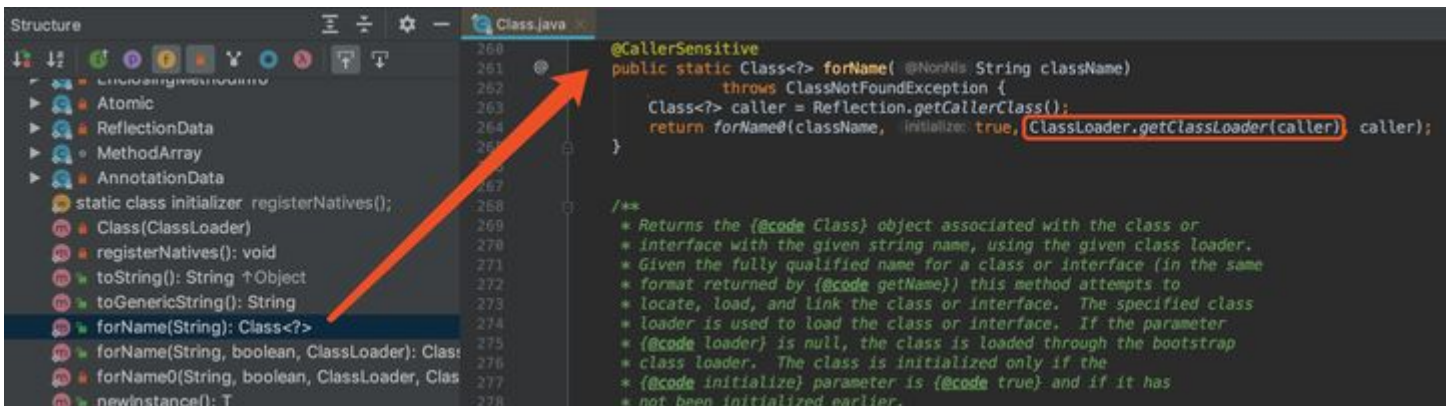 Structure
EnclosingMethodInfo
Atomic
ReflectionData
MethodArray
AnnotationData
static class initializer registerNatives();
Class(ClassLoader)
registerNatives(): void
toString(): String ↑Object
toGenericString(): String
forName(String): Class<?>
forName(String, boolean, ClassLoader): Class
forName0(String, boolean, ClassLoader, Clas
newInstance(): T
Class.java
260 @CallerSensitive
261 public static Class<?> forName( @NonNls String className)
262 throws ClassNotFoundException {
263 Class<?> caller = Reflection.getCallerClass();
264 return forName0(className, initialize: true, ClassLoader.getClassLoader(caller), caller);
265 }
266
267
268 /**
269 * Returns the {@code Class} object associated with the class or
270 * interface with the given string name, using the given class loader.
271 * Given the fully qualified name for a class or interface (in the same
272 * format returned by {@code getName}) this method attempts to
273 * locate, load, and link the class or interface. The specified class
274 * loader is used to load the class or interface. If the parameter
275 * {@code loader} is null, the class is loaded through the bootstrap
276 * class loader. The class is initialized only if the
277 * {@code initialize} parameter is {@code true} and if it has
278 * not been initialized earlier.